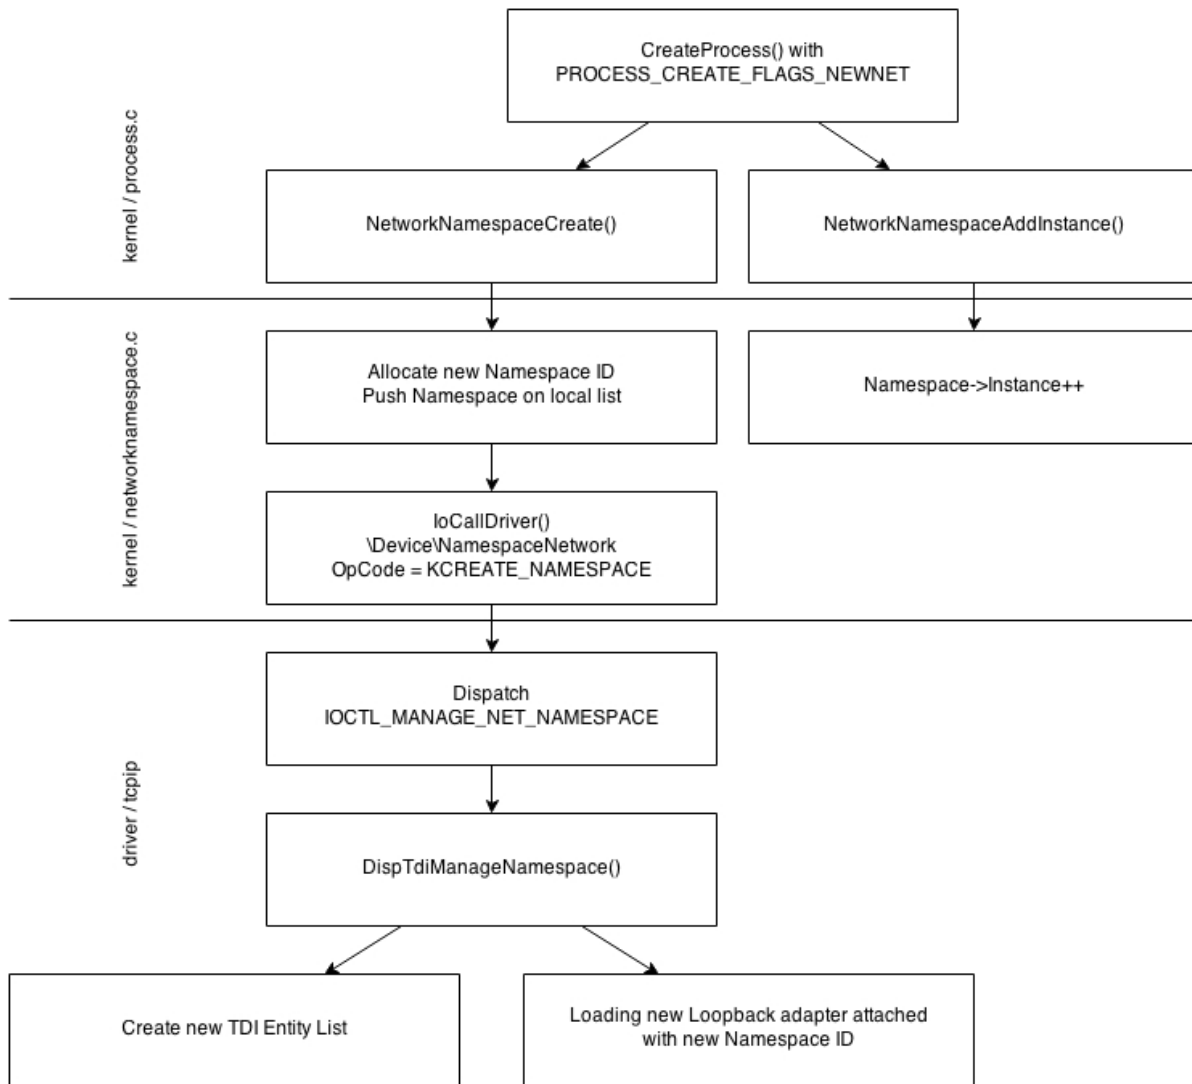 CreateProcess() with
PROCESS_CREATE_FLAGS_NEWNET
kernel / process.c
NetworkNamespaceCreate()
NetworkNamespaceAddInstance()
kernel / networknamespace.c
Allocate new Namespace ID
Push Namespace on local list
Namespace->Instance++
IoCallDriver()
\Device\NamespaceNetwork
OpCode = KCREATE_NAMESPACE
driver / tcpip
Dispatch
IOCTL_MANAGE_NET_NAMESPACE
DispTdiManageNamespace()
Create new TDI Entity List
Loading new Loopback adapter attached
with new Namespace ID